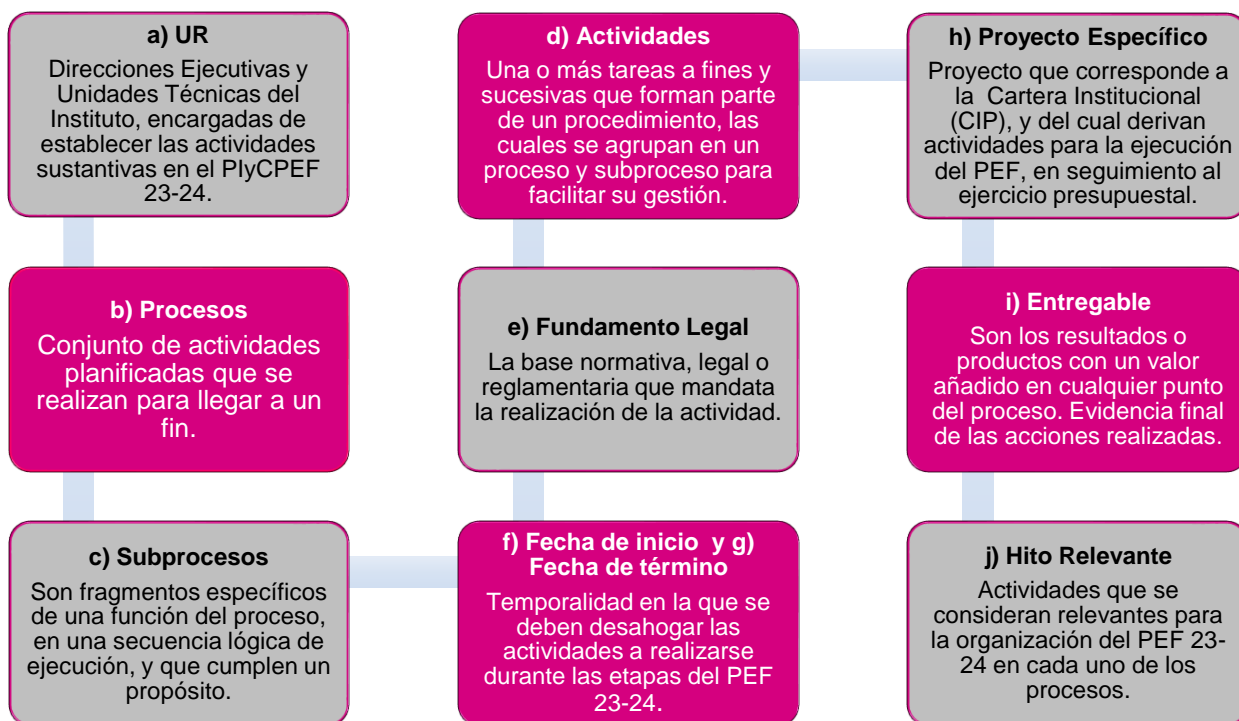 a) UR
Direcciones Ejecutivas y
Unidades Técnicas del
Instituto, encargadas de
establecer las actividades
sustantivas en el PIyCPEF
23-24.
b) Procesos
Conjunto de actividades
planificadas que se
realizan para llegar a un
fin.
c) Subprocesos
Son fragmentos específicos
de una función del proceso,
en una secuencia lógica de
ejecución, y que cumplen un
propósito.
d) Actividades
Una o más tareas a fines y
sucesivas que forman parte
de un procedimiento, las
cuales se agrupan en un
proceso y subproceso para
facilitar su gestión.
e) Fundamento Legal
La base normativa, legal o
reglamentaria que mandata
la realización de la actividad.
f) Fecha de inicio y g)
Fecha de término
Temporalidad en la que se
deben desahogar las
actividades a realizarse
durante las etapas del PEF
23-24.
h) Proyecto Específico
Proyecto que corresponde a
la Cartera Institucional
(CIP), y del cual derivan
actividades para la ejecución
del PEF, en seguimiento al
ejercicio presupuestal.
i) Entregable
Son los resultados o
productos con un valor
añadido en cualquier punto
del proceso. Evidencia final
de las acciones realizadas.
j) Hito Relevante
Actividades que se
consideran relevantes para
la organización del PEF 23-
24 en cada uno de los
procesos.